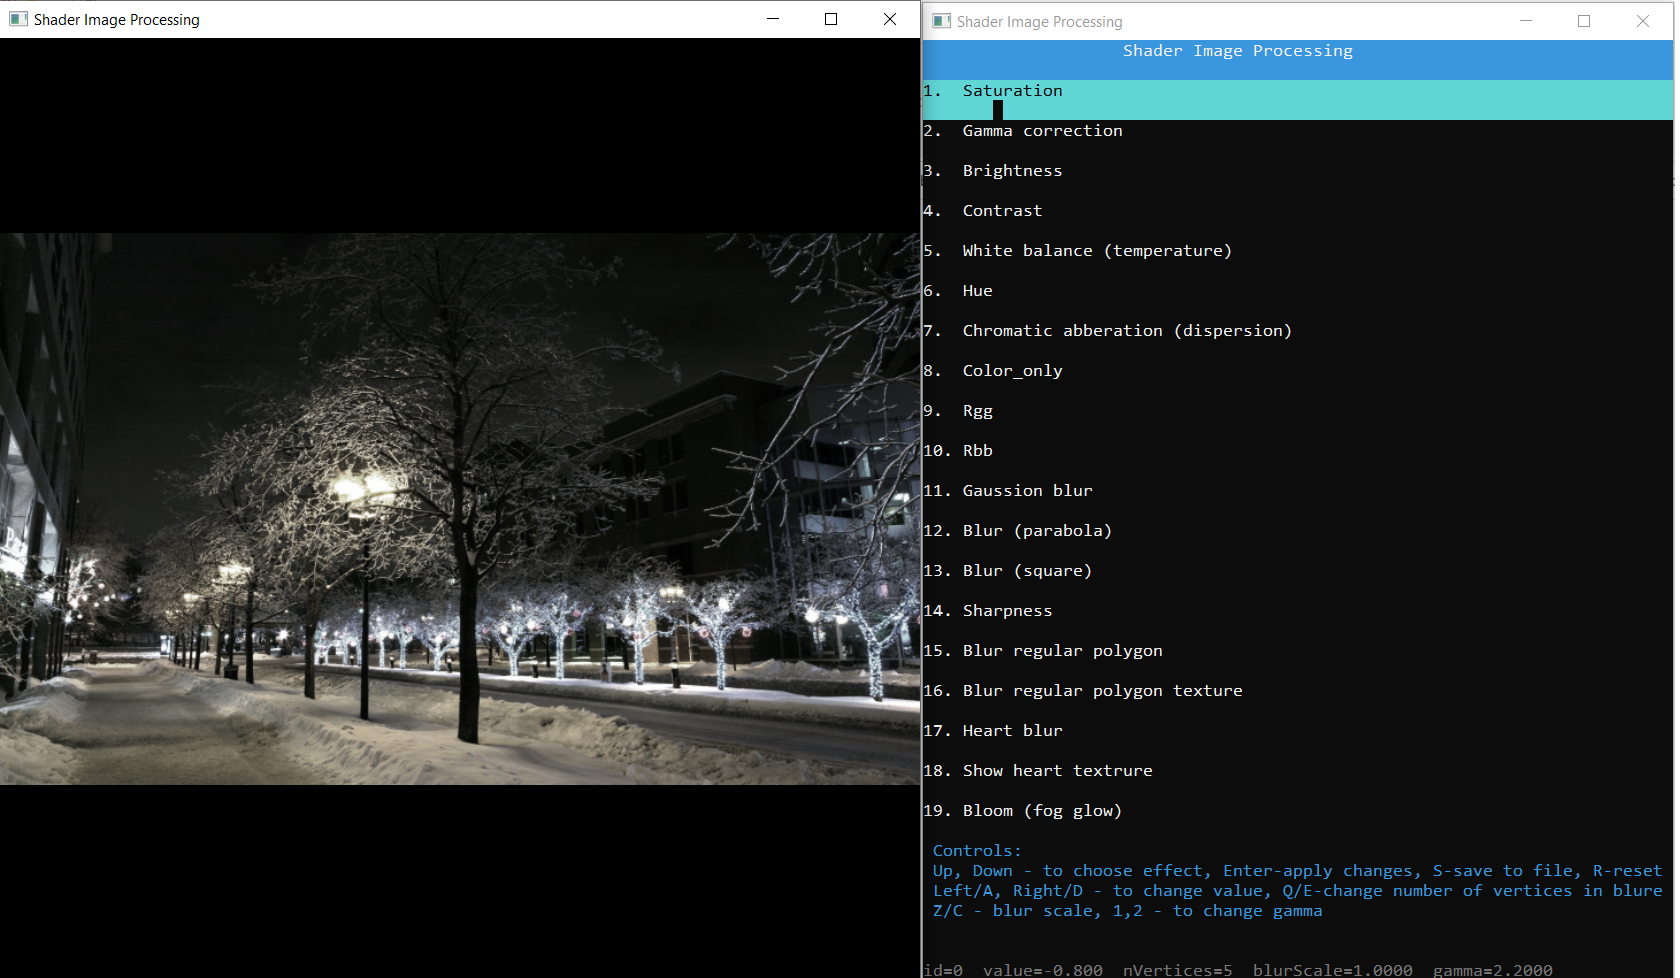 Shader Image Processing
Shader Image Processing
Shader Image Processing
1. Saturation
2. Gamma correction
3. Brightness
4. Contrast
5. White balance (temperature)
6. Hue
7. Chromatic abberation (dispersion)
8. Color_only
9. Rgg
10. Rbb
11. Gaussion blur
12. Blur (parabola)
13. Blur (square)
14. Sharpness
15. Blur regular polygon
16. Blur regular polygon texture
17. Heart blur
18. Show heart textrure
19. Bloom (fog glow)
Controls:
Up, Down - to choose effect, Enter-apply changes, S-save to file, R-reset
Left/A, Right/D - to change value, Q/E-change number of vertices in blure
Z/C - blur scale, 1,2 - to change gamma
id=0 value=-0.800 nVertices=5 blurScale=1.0000 gamma=2.2000